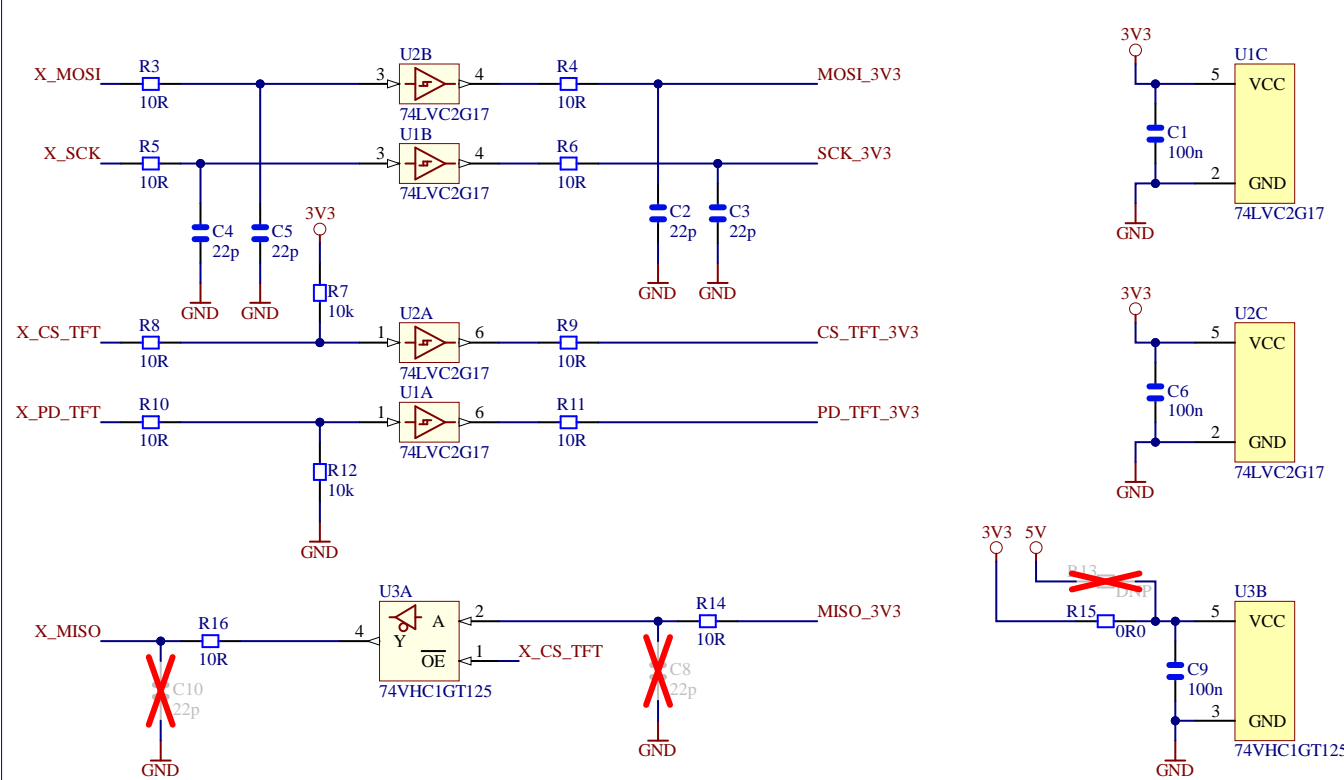 X_MOSI
R3
10R
3
U2B
4
74LVC2G17
R4
10R
MOSI_3V3
X_SCK
R5
10R
3
U1B
4
74LVC2G17
R6
10R
SCK_3V3
C4
22p
GND
C5
22p
GND
C2
22p
GND
C3
22p
GND
3V3
R7
10k
X_CS_TFT
R8
10R
1
U2A
6
74LVC2G17
R9
10R
CS_TFT_3V3
X_PD_TFT
R10
10R
1
U1A
6
74LVC2G17
R11
10R
PD_TFT_3V3
R12
10k
GND
X_MISO
R16
10R
4
U3A
A
Y
OE
2
1
74VHC1GT125
X_CS_TFT
R14
10R
MISO_3V3
C10
22p
GND
C8
22p
GND
3V3
U1C
5
VCC
C1
100n
2
GND
74LVC2G17
GND
3V3
U2C
5
VCC
C6
100n
2
GND
74LVC2G17
GND
3V3
5V
R13
DNP
R15
0R0
U3B
5
VCC
C9
100n
3
GND
74VHC1GT125
GND